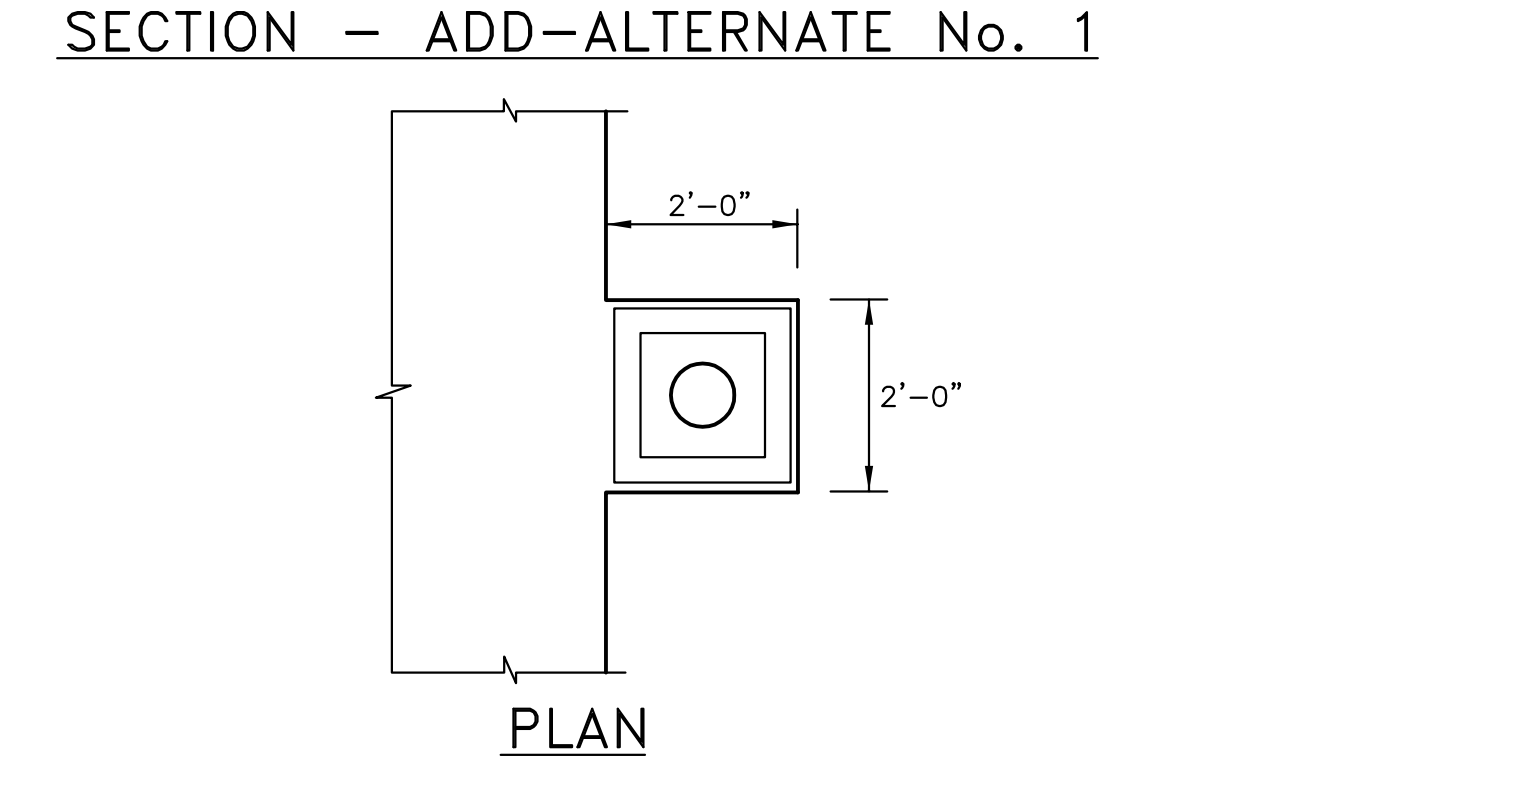 SECTION - ADD-ALTERNATE No. 1
2'-0"
2'-0"
PLAN